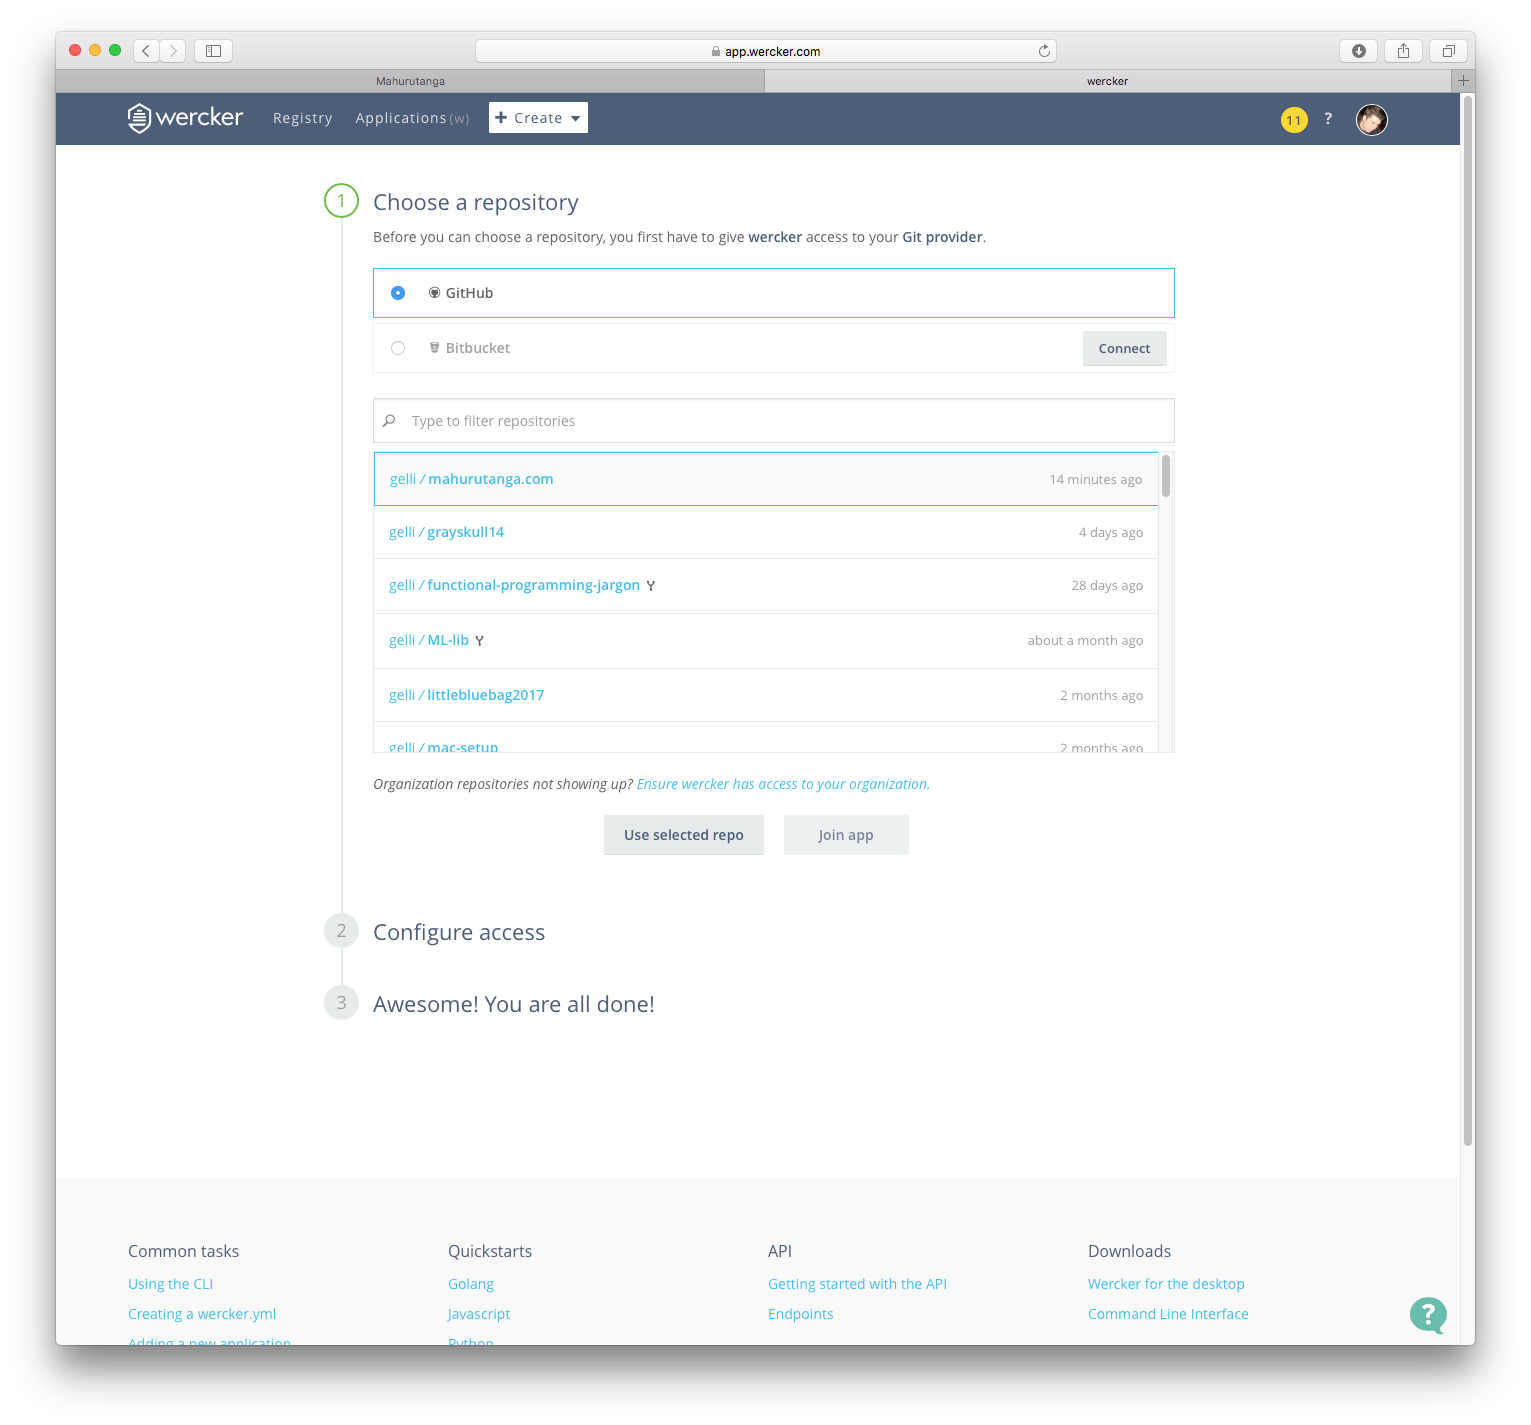 app.wercker.com
Mahurutanga
wercker
wercker Registry Applications(w) + Create 11 ?
1 Choose a repository
Before you can choose a repository, you first have to give wercker access to your Git provider.
GitHub
Bitbucket Connect
Type to filter repositories
gelli / mahurutanga.com 14 minutes ago
gelli / grayskull14 4 days ago
gelli / functional-programming-jargon 28 days ago
gelli / ML-lib about a month ago
gelli / littlebluebag2017 2 months ago
gelli / mac-setup 2 months ago
Organization repositories not showing up? Ensure wercker has access to your organization.
Use selected repo Join app
2 Configure access
3 Awesome! You are all done!
Common tasks Quickstarts API Downloads
Using the CLI Golang Getting started with the API Wercker for the desktop
Creating a wercker.yml Javascript Endpoints Command Line Interface
Adding a new application Python
?